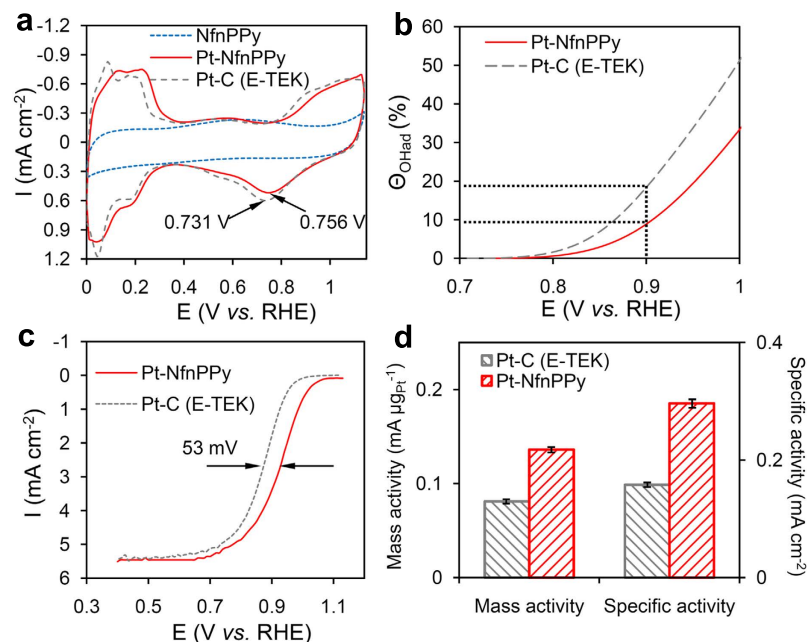 a
-1.2
-0.9
-0.6
-0.3
0
0.3
0.6
0.9
1.2
I (mA cm-2)
NfnPPy
Pt-NfnPPy
Pt-C (E-TEK)
0.731 V
0.756 V
0 0.2 0.4 0.6 0.8 1
E (V vs. RHE)
b
60
50
40
30
20
10
0
ΘOHad (%)
Pt-NfnPPy
Pt-C (E-TEK)
0.7 0.8 0.9 1
E (V vs. RHE)
c
-1
0
1
2
3
4
5
6
I (mA cm-2)
Pt-NfnPPy
Pt-C (E-TEK)
53 mV
0.3 0.5 0.7 0.9 1.1
E (V vs. RHE)
d
0.2
0.1
0
Mass activity (mA µgPt-1)
Pt-C (E-TEK)
Pt-NfnPPy
0.4
0.2
0
Specific activity (mA cm-2)
Mass activity Specific activity